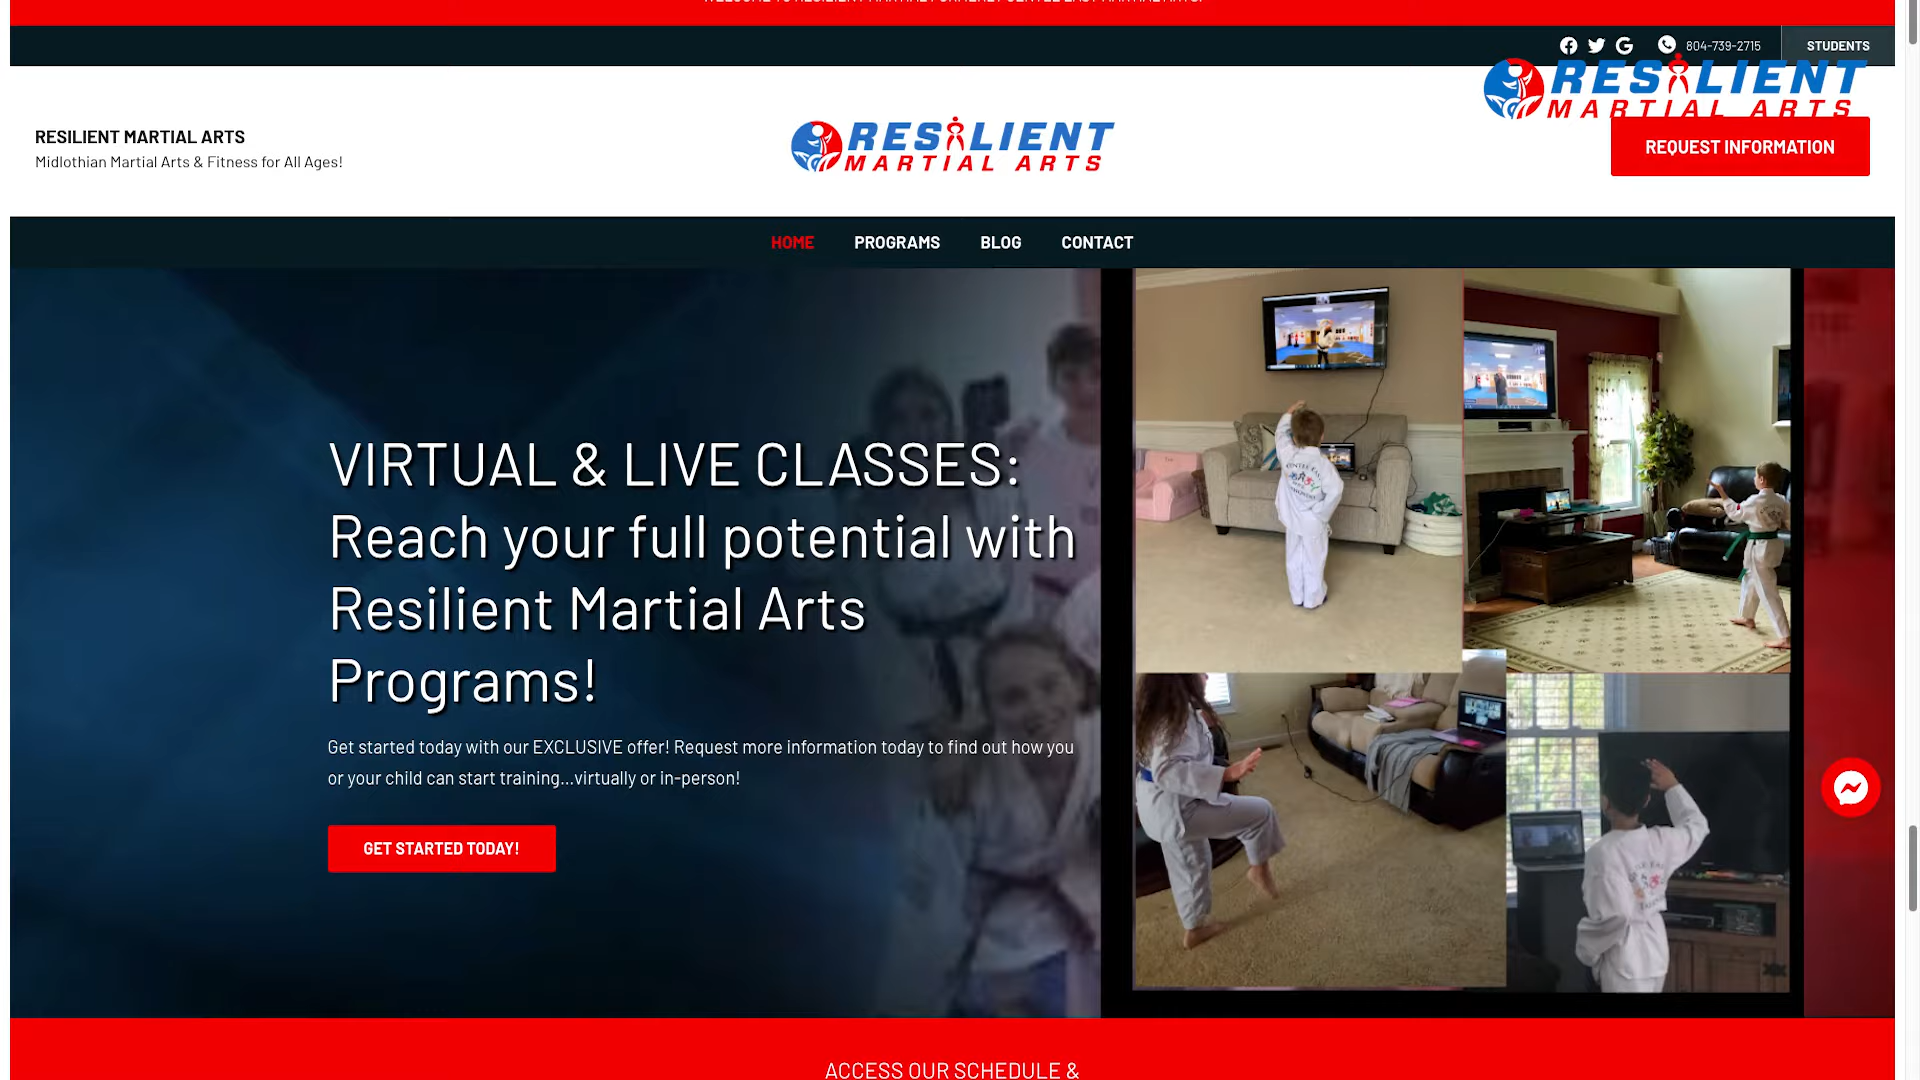 804-739-2715
STUDENTS
RESILIENT
MARTIAL ARTS
RESILIENT MARTIAL ARTS
Midlothian Martial Arts & Fitness for All Ages!
RESILIENT
MARTIAL ARTS
REQUEST INFORMATION
HOME
PROGRAMS
BLOG
CONTACT
VIRTUAL & LIVE CLASSES:
Reach your full potential with
Resilient Martial Arts
Programs!
Get started today with our EXCLUSIVE offer! Request more information today to find out how you
or your child can start training...virtually or in-person!
GET STARTED TODAY!
ACCESS OUR SCHEDULE &